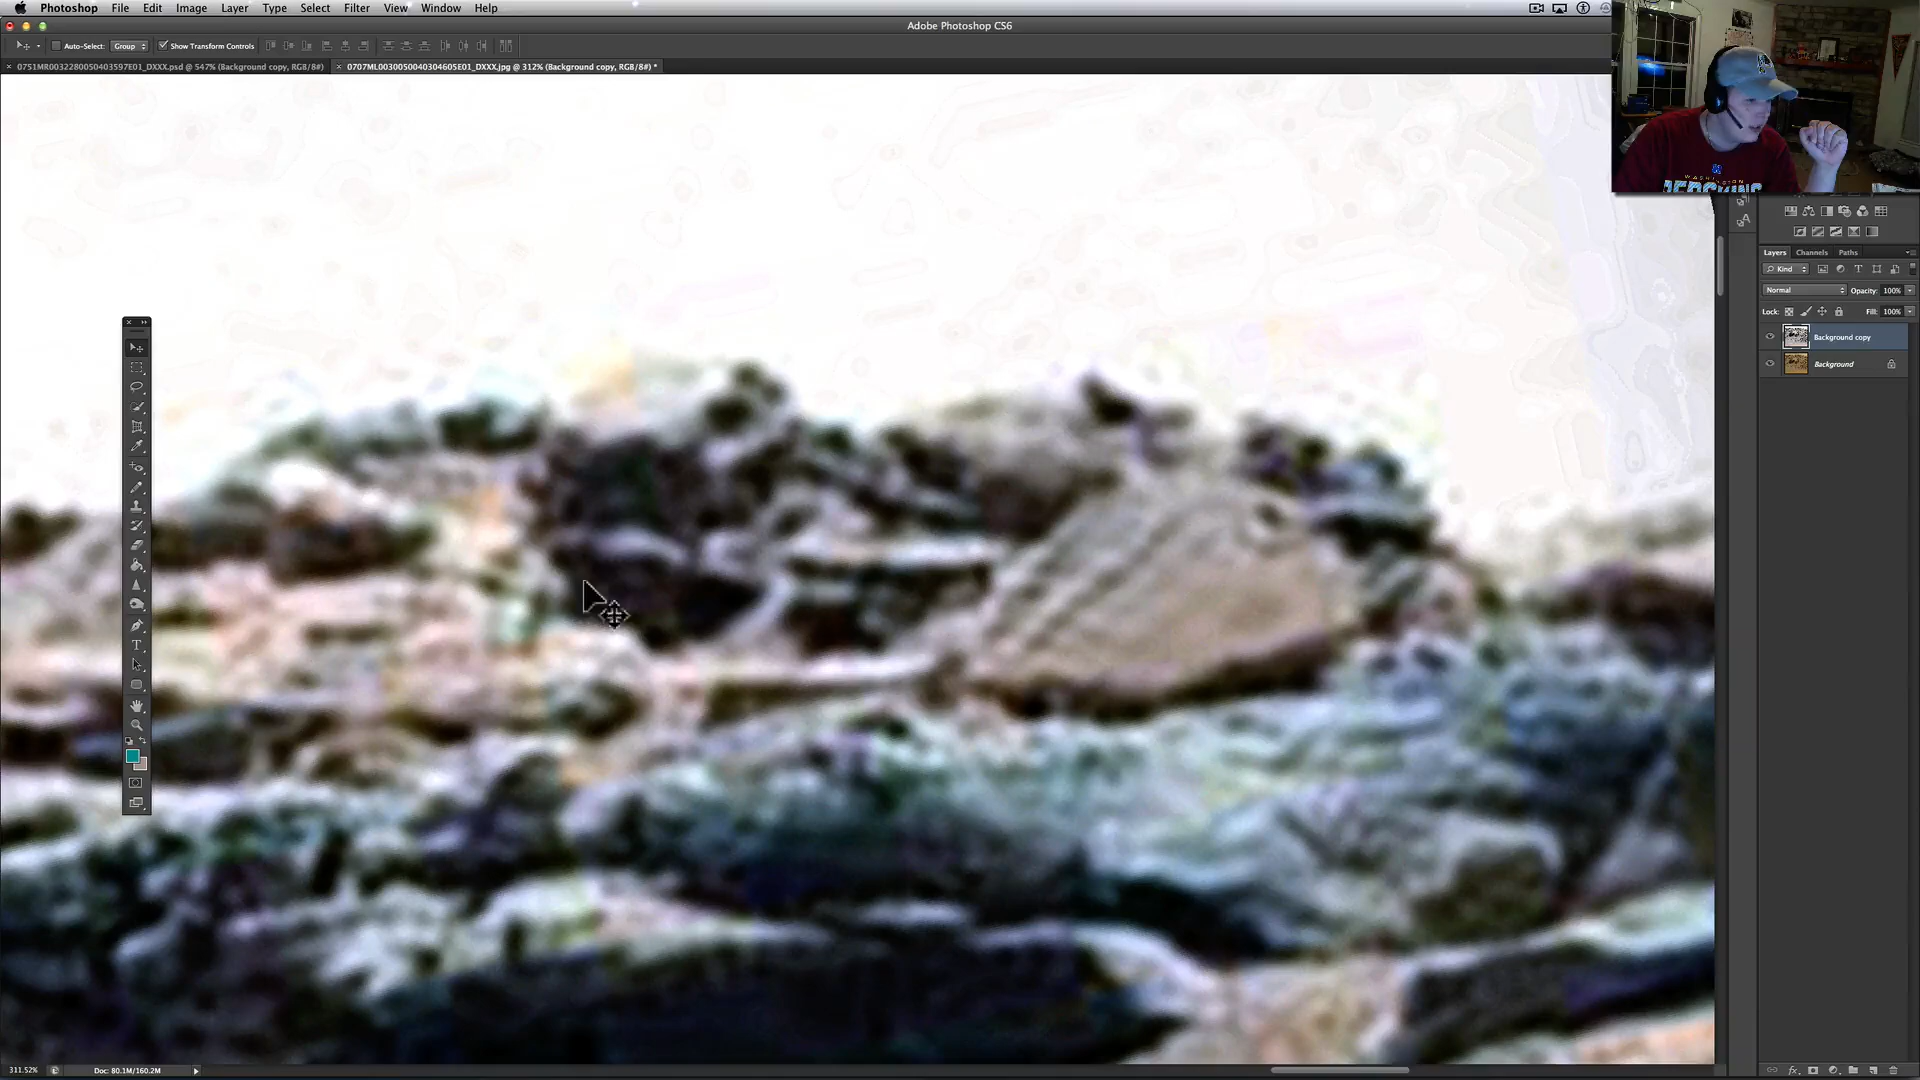 Photoshop File Edit Image Layer Type Select Filter View Window Help
Adobe Photoshop CS6
Auto-Select: Group Show Transform Controls
0751MR0032280050403597E01_DXXX.psd @ 547% (Background copy, RGB/8#)
0707ML0030050040304605E01_DXXX.jpg @ 312% (Background copy, RGB/8#) *
WASHINGTON
REDSKINS
Layers Channels Paths
Kind
Normal Opacity: 100%
Lock: Fill: 100%
Background copy
Background
311.52% Doc: 80.1M/160.2M